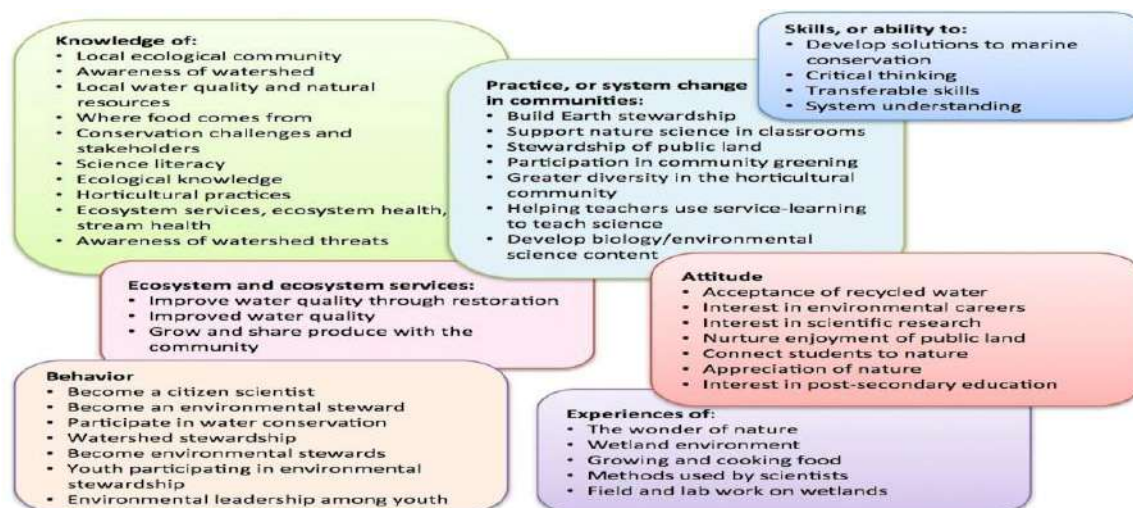 Knowledge of:
• Local ecological community
• Awareness of watershed
• Local water quality and natural
resources
• Where food comes from
• Conservation challenges and
stakeholders
• Science literacy
• Ecological knowledge
• Horticultural practices
• Ecosystem services, ecosystem health,
stream health
• Awareness of watershed threats
Practice, or system change
in communities:
• Build Earth stewardship
• Support nature science in classrooms
• Stewardship of public land
• Participation in community greening
• Greater diversity in the horticultural
community
• Helping teachers use service-learning
to teach science
• Develop biology/environmental
science content
Skills, or ability to:
• Develop solutions to marine
conservation
• Critical thinking
• Transferable skills
• System understanding
Ecosystem and ecosystem services:
• Improve water quality through restoration
• Improved water quality
• Grow and share produce with the
community
Attitude
• Acceptance of recycled water
• Interest in environmental careers
• Interest in scientific research
• Nurture enjoyment of public land
• Connect students to nature
• Appreciation of nature
• Interest in post-secondary education
Behavior
• Become a citizen scientist
• Become an environmental steward
• Participate in water conservation
• Watershed stewardship
• Become environmental stewards
• Youth participating in environmental
stewardship
• Environmental leadership among youth
Experiences of:
• The wonder of nature
• Wetland environment
• Growing and cooking food
• Methods used by scientists
• Field and lab work on wetlands